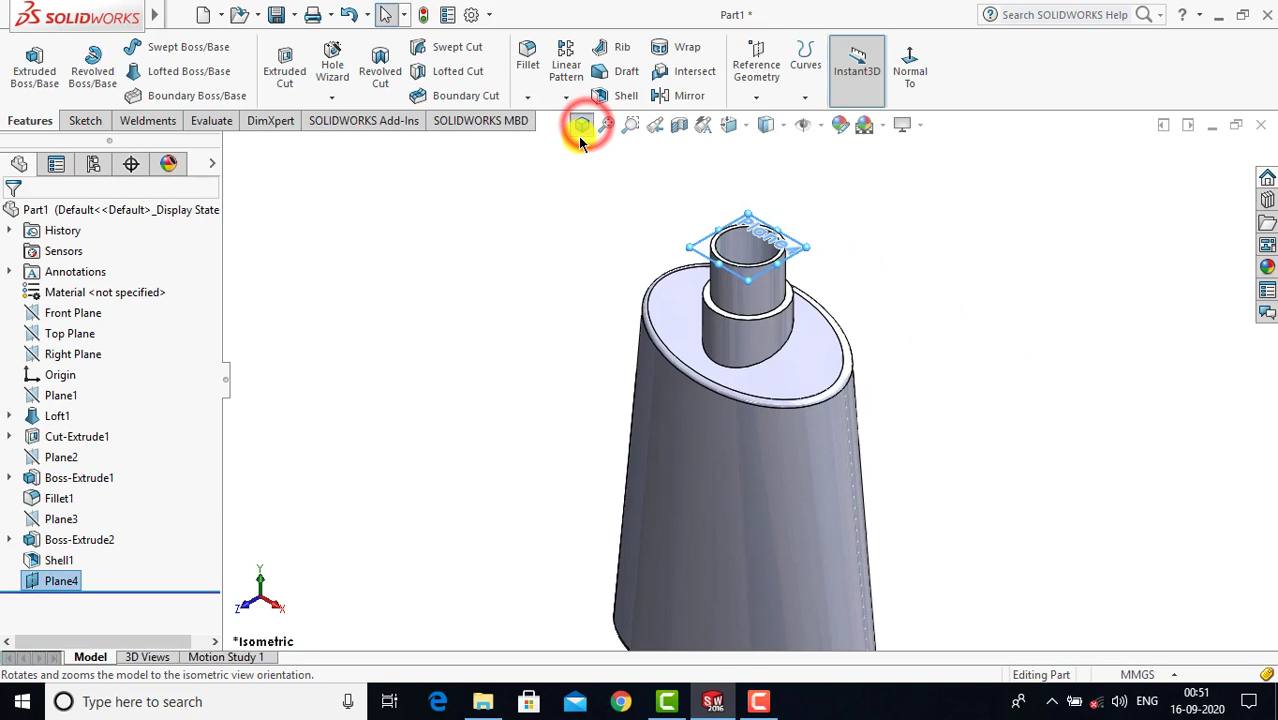 SOLIDWORKS
Part1 *
Search SOLIDWORKS Help
Extruded Boss/Base
Revolved Boss/Base
Swept Boss/Base
Lofted Boss/Base
Boundary Boss/Base
Extruded Cut
Hole Wizard
Revolved Cut
Swept Cut
Lofted Cut
Boundary Cut
Fillet
Linear Pattern
Rib
Draft
Shell
Wrap
Intersect
Mirror
Reference Geometry
Curves
Instant3D
Normal To
Features
Sketch
Weldments
Evaluate
DimXpert
SOLIDWORKS Add-Ins
SOLIDWORKS MBD
Part1 (Default<<Default>_Display State
History
Sensors
Annotations
Material <not specified>
Front Plane
Top Plane
Right Plane
Origin
Plane1
Loft1
Cut-Extrude1
Plane2
Boss-Extrude1
Fillet1
Plane3
Boss-Extrude2
Shell1
Plane4
Y
Z
X
*Isometric
Model
3D Views
Motion Study 1
Rotates and zooms the model to the isometric view orientation.
Editing Part
MMGS
Type here to search
SW
2016
ENG
00:51
16-09-2020